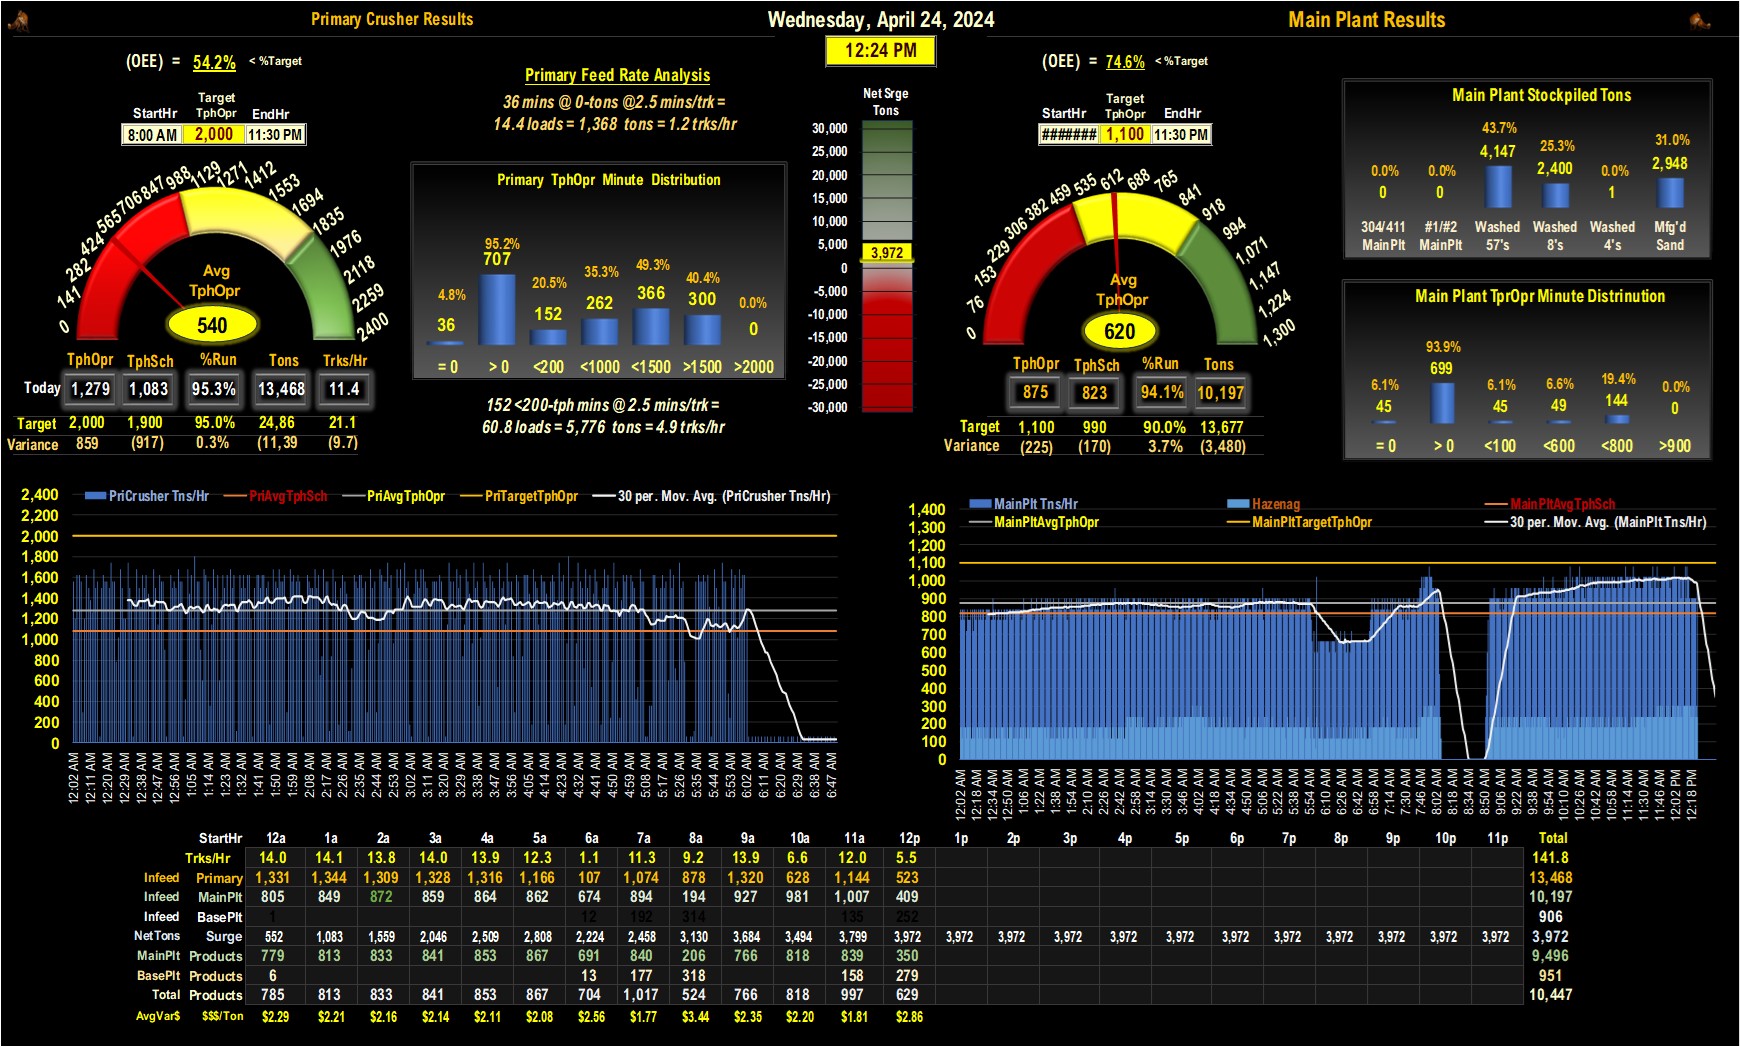 Primary Crusher Results
Wednesday, April 24, 2024
Main Plant Results
12:24 PM
(OEE) = 54.2% < %Target
Target
StartHr TphOpr EndHr
8:00 AM 2,000 11:30 PM
0 141 282 424 565 706 847 988 1129 1271 1412 1553 1694 1835 1976 2118 2259 2400
Avg
TphOpr
540
TphOpr TphSch %Run Tons Trks/Hr
Today 1,279 1,083 95.3% 13,468 11.4
Target 2,000 1,900 95.0% 24,86 21.1
Variance 859 (917) 0.3% (11,39 (9.7)
Primary Feed Rate Analysis
36 mins @ 0-tons @2.5 mins/trk =
14.4 loads = 1,368 tons = 1.2 trks/hr
Primary TphOpr Minute Distribution
4.8% 95.2% 20.5% 35.3% 49.3% 40.4% 0.0%
36 707 152 262 366 300 0
= 0 > 0 <200 <1000 <1500 >1500 >2000
152 <200-tph mins @ 2.5 mins/trk =
60.8 loads = 5,776 tons = 4.9 trks/hr
Net Srge
Tons
30,000
25,000
20,000
15,000
10,000
5,000
3,972
0
-5,000
-10,000
-15,000
-20,000
-25,000
-30,000
(OEE) = 74.6% < %Target
Target
StartHr TphOpr EndHr
####### 1,100 11:30 PM
0 76 153 229 306 382 459 535 612 688 765 841 918 994 1,071 1,147 1,224 1,300
Avg
TphOpr
620
TphOpr TphSch %Run Tons
875 823 94.1% 10,197
Target 1,100 990 90.0% 13,677
Variance (225) (170) 3.7% (3,480)
Main Plant Stockpiled Tons
0.0% 0.0% 43.7% 25.3% 0.0% 31.0%
0 0 4,147 2,400 1 2,948
304/411 #1/#2 Washed Washed Washed Mfg'd
MainPlt MainPlt 57's 8's 4's Sand
Main Plant TprOpr Minute Distrinution
6.1% 93.9% 6.1% 6.6% 19.4% 0.0%
45 699 45 49 144 0
= 0 > 0 <100 <600 <800 >900
PriCrusher Tns/Hr PriAvgTphSch PriAvgTphOpr PriTargetTphOpr 30 per. Mov. Avg. (PriCrusher Tns/Hr)
2,400
2,200
2,000
1,800
1,600
1,400
1,200
1,000
800
600
400
200
0
12:02 AM 12:11 AM 12:20 AM 12:29 AM 12:38 AM 12:47 AM 12:56 AM 1:05 AM 1:14 AM 1:23 AM 1:32 AM 1:41 AM 1:50 AM 1:59 AM 2:08 AM 2:17 AM 2:26 AM 2:35 AM 2:44 AM 2:53 AM 3:02 AM 3:11 AM 3:20 AM 3:29 AM 3:38 AM 3:47 AM 3:56 AM 4:05 AM 4:14 AM 4:23 AM 4:32 AM 4:41 AM 4:50 AM 4:59 AM 5:08 AM 5:17 AM 5:26 AM 5:35 AM 5:44 AM 5:53 AM 6:02 AM 6:11 AM 6:20 AM 6:29 AM 6:38 AM 6:47 AM
MainPlt Tns/Hr Hazenag MainPltAvgTphSch
MainPltAvgTphOpr MainPltTargetTphOpr 30 per. Mov. Avg. (MainPlt Tns/Hr)
1,400
1,300
1,200
1,100
1,000
900
800
700
600
500
400
300
200
100
0
12:02 AM 12:18 AM 12:34 AM 12:50 AM 1:06 AM 1:22 AM 1:38 AM 1:54 AM 2:10 AM 2:26 AM 2:42 AM 2:58 AM 3:14 AM 3:30 AM 3:46 AM 4:02 AM 4:18 AM 4:34 AM 4:50 AM 5:06 AM 5:22 AM 5:38 AM 5:54 AM 6:10 AM 6:26 AM 6:42 AM 6:58 AM 7:14 AM 7:30 AM 7:46 AM 8:02 AM 8:18 AM 8:34 AM 8:50 AM 9:06 AM 9:22 AM 9:38 AM 9:54 AM 10:10 AM 10:26 AM 10:42 AM 10:58 AM 11:14 AM 11:30 AM 11:46 AM 12:02 PM 12:18 PM
StartHr 12a 1a 2a 3a 4a 5a 6a 7a 8a 9a 10a 11a 12p 1p 2p 3p 4p 5p 6p 7p 8p 9p 10p 11p Total
Trks/Hr 14.0 14.1 13.8 14.0 13.9 12.3 1.1 11.3 9.2 13.9 6.6 12.0 5.5 141.8
Infeed Primary 1,331 1,344 1,309 1,328 1,316 1,166 107 1,074 878 1,320 628 1,144 523 13,468
Infeed MainPlt 805 849 872 859 864 862 674 894 194 927 981 1,007 409 10,197
Infeed BasePlt 1 12 192 314 135 252 906
NetTons Surge 552 1,083 1,559 2,046 2,509 2,808 2,224 2,458 3,130 3,684 3,494 3,799 3,972 3,972 3,972 3,972 3,972 3,972 3,972 3,972 3,972 3,972 3,972 3,972 3,972
MainPlt Products 779 813 833 841 853 867 691 840 206 766 818 839 350 9,496
BasePlt Products 6 13 177 318 158 279 951
Total Products 785 813 833 841 853 867 704 1,017 524 766 818 997 629 10,447
AvgVar$ $$$/Ton $2.29 $2.21 $2.16 $2.14 $2.11 $2.08 $2.56 $1.77 $3.44 $2.35 $2.20 $1.81 $2.86